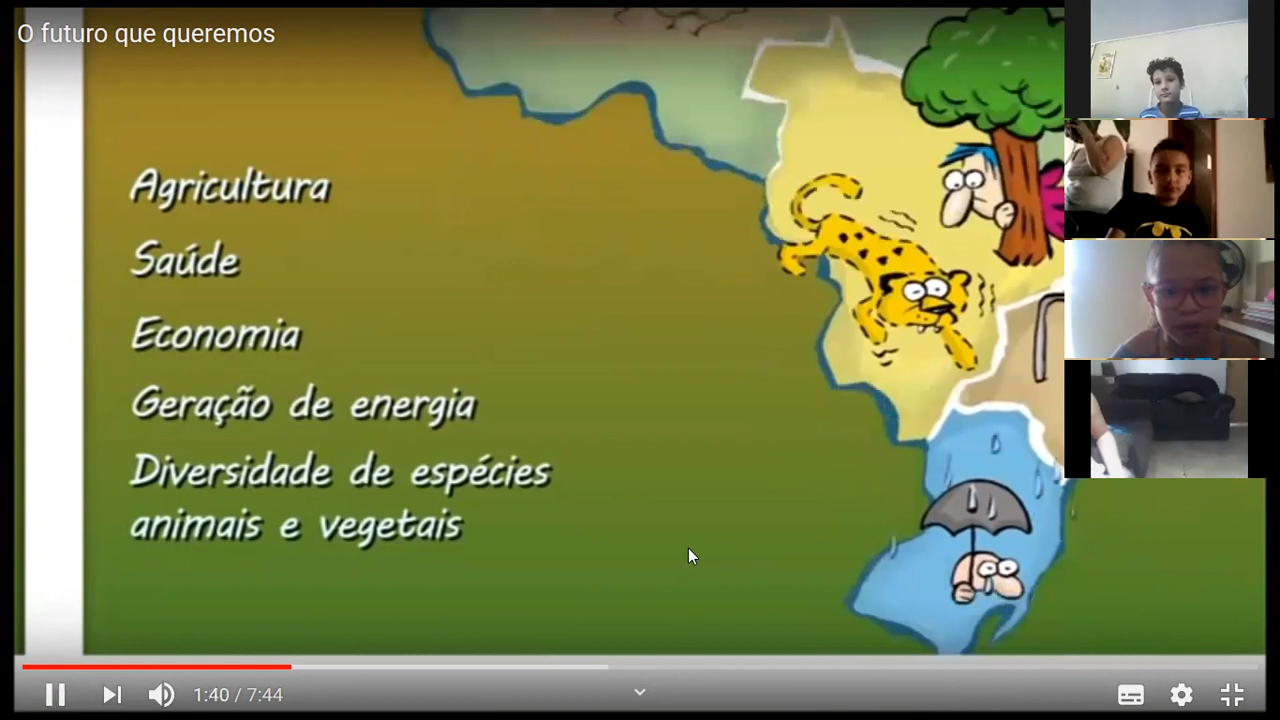 O futuro que queremos
Agricultura
Saúde
Economia
Geração de energia
Diversidade de espécies
animais e vegetais
1:40 / 7:44